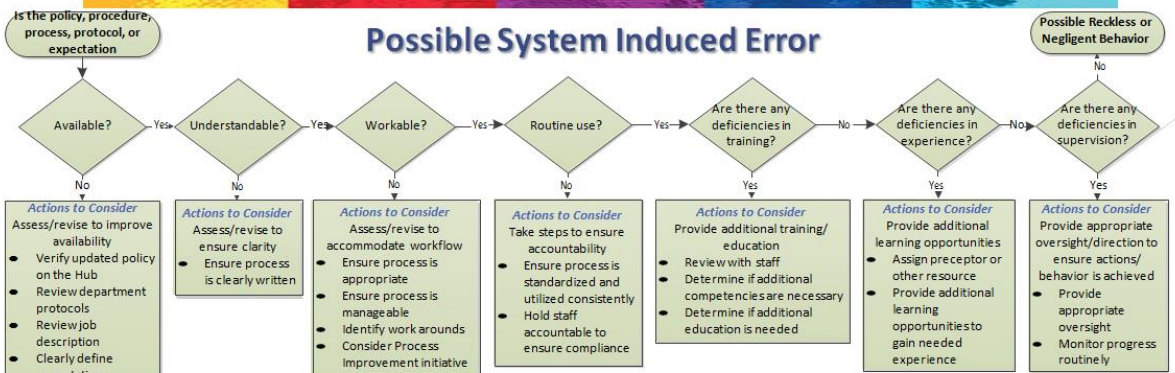 Is the policy, procedure,
process, protocol, or
expectation
Possible System Induced Error
Possible Reckless or
Negligent Behavior
No
Available?
Yes
Understandable?
Yes
Workable?
Yes
Routine use?
Yes
Are there any
deficiencies in
training?
No
Are there any
deficiencies in
experience?
No
Are there any
deficiencies in
supervision?
No
No
No
No
Yes
Yes
Yes
Actions to Consider
Assess/revise to improve
availability
● Verify updated policy
on the Hub
● Review department
protocols
● Review job
description
● Clearly define
Actions to Consider
Assess/revise to
ensure clarity
● Ensure process
is clearly written
Actions to Consider
Assess/revise to
accommodate workflow
● Ensure process is
appropriate
● Ensure process is
manageable
● Identify work arounds
● Consider Process
Improvement initiative
Actions to Consider
Take steps to ensure
accountability
● Ensure process is
standardized and
utilized consistently
● Hold staff
accountable to
ensure compliance
Actions to Consider
Provide additional training/
education
● Review with staff
● Determine if additional
competencies are necessary
● Determine if additional
education is needed
Actions to Consider
Provide additional
learning opportunities
● Assign preceptor or
other resource
● Provide additional
learning
opportunities to
gain needed
experience
Actions to Consider
Provide appropriate
oversight/direction to
ensure actions/
behavior is achieved
● Provide
appropriate
oversight
● Monitor progress
routinely